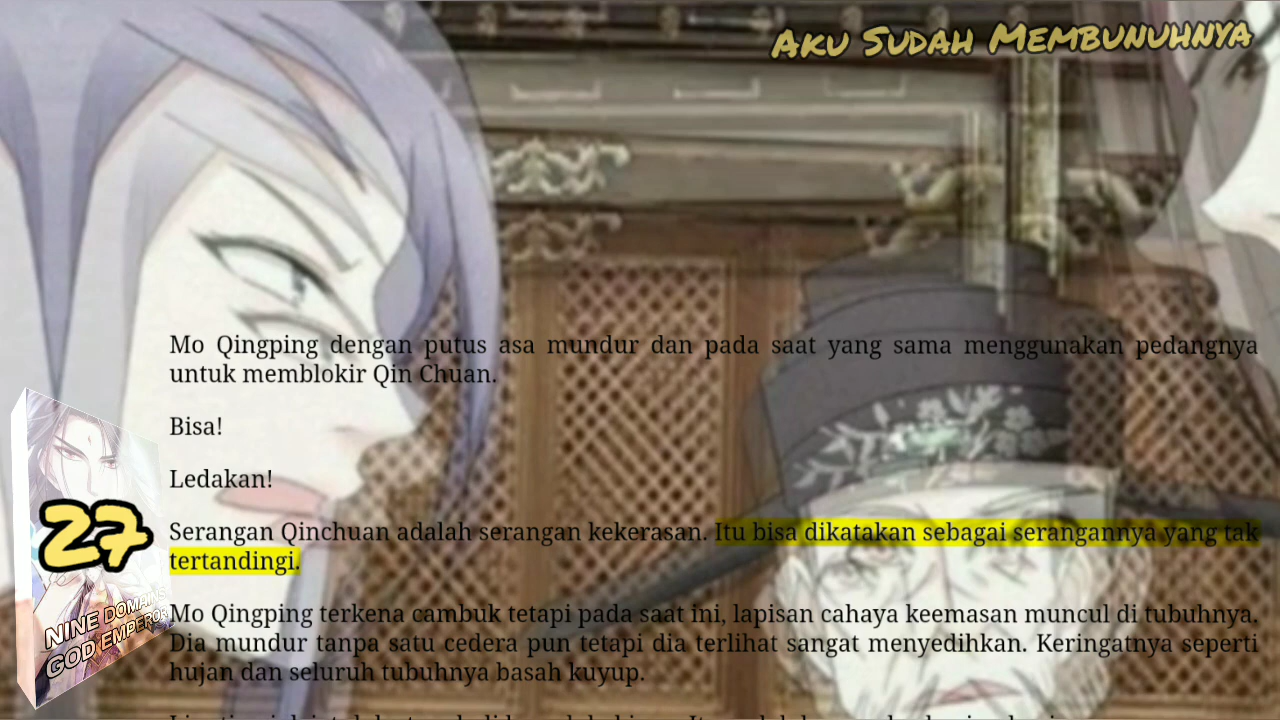 Aku Sudah Membunuhnya
Mo Qingping dengan putus asa mundur dan pada saat yang sama menggunakan pedangnya
untuk memblokir Qin Chuan.
Bisa!
Ledakan!
Serangan Qinchuan adalah serangan kekerasan. Itu bisa dikatakan sebagai serangannya yang tak
tertandingi.
27
NINE DOMAINS
GOD EMPEROR
Mo Qingping terkena cambuk tetapi pada saat ini, lapisan cahaya keemasan muncul di tubuhnya.
Dia mundur tanpa satu cedera pun tetapi dia terlihat sangat menyedihkan. Keringatnya seperti
hujan dan seluruh tubuhnya basah kuyup.